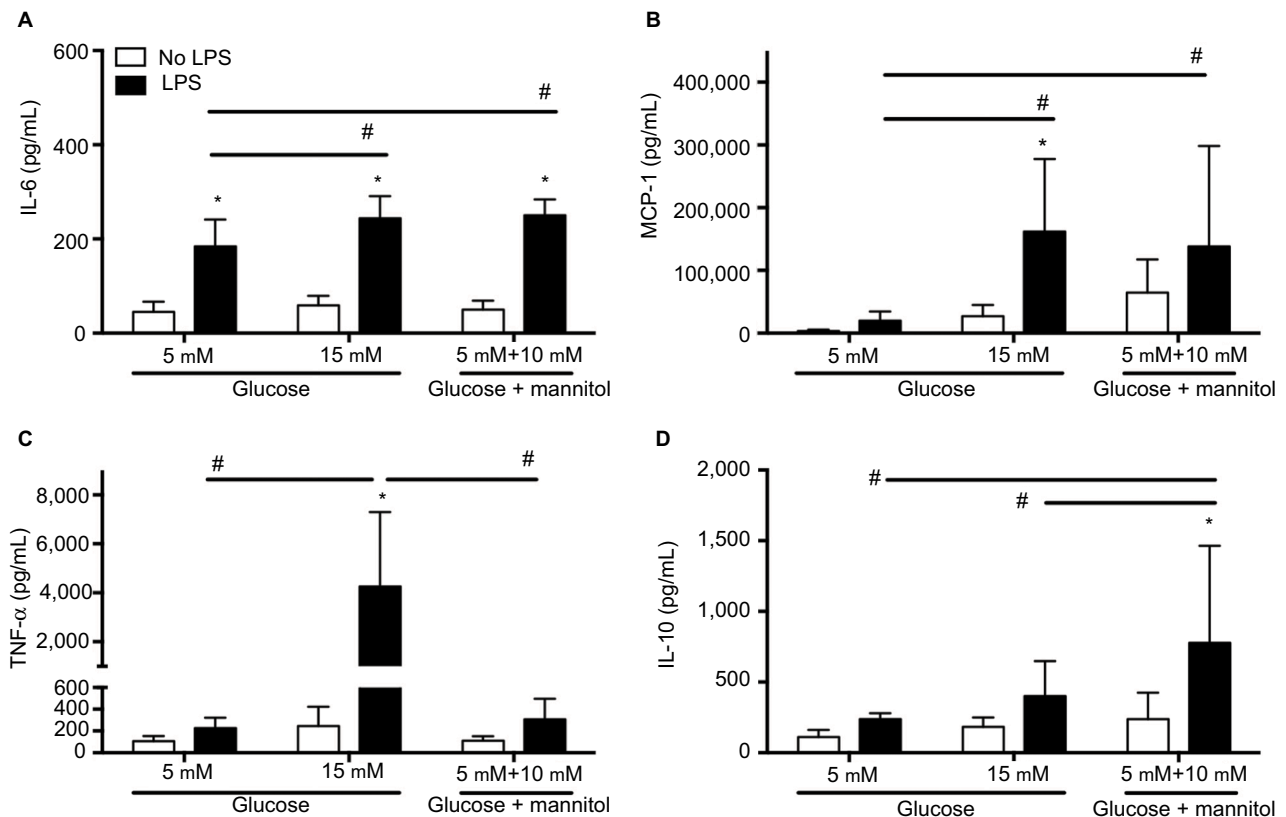 A
600
400
200
0
IL-6 (pg/mL)
No LPS
LPS
#
#
*
*
*
5 mM
15 mM
5 mM+10 mM
Glucose
Glucose + mannitol
B
400,000
300,000
200,000
100,000
0
MCP-1 (pg/mL)
#
#
*
5 mM
15 mM
5 mM+10 mM
Glucose
Glucose + mannitol
C
8,000
6,000
4,000
2,000
600
400
200
0
TNF-α (pg/mL)
#
#
*
5 mM
15 mM
5 mM+10 mM
Glucose
Glucose + mannitol
D
2,000
1,500
1,000
500
0
IL-10 (pg/mL)
#
#
*
5 mM
15 mM
5 mM+10 mM
Glucose
Glucose + mannitol